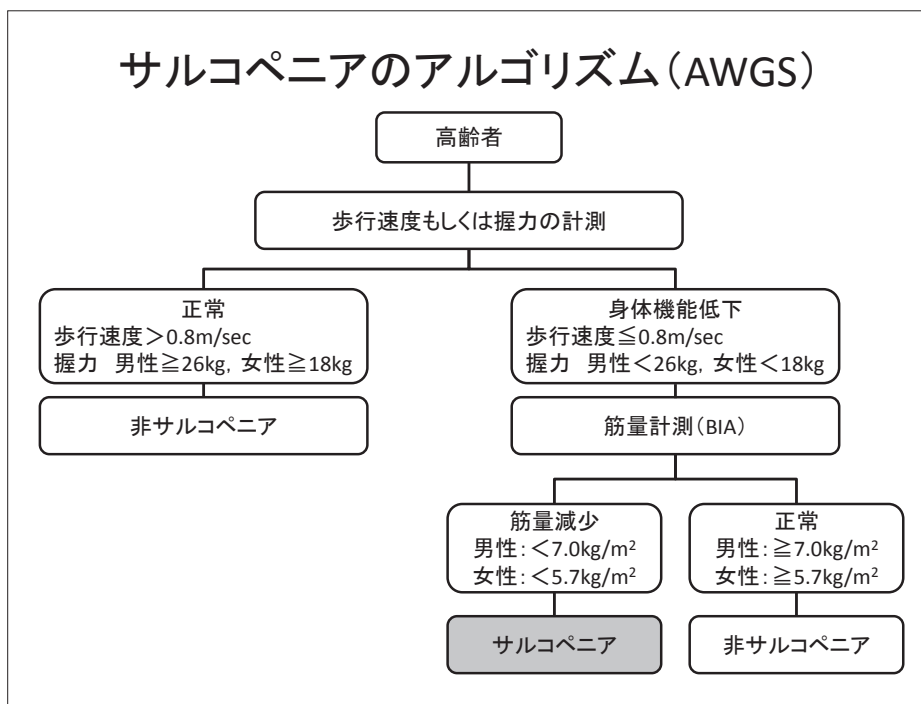 サルコペニアのアルゴリズム（AWGS）
高齢者
歩行速度もしくは握力の計測
正常
歩行速度＞0.8m/sec
握力　男性≧26kg，女性≧18kg
身体機能低下
歩行速度≦0.8m/sec
握力　男性＜26kg，女性＜18kg
非サルコペニア
筋量計測（BIA）
筋量減少
男性：＜7.0kg/m²
女性：＜5.7kg/m²
正常
男性：≧7.0kg/m²
女性：≧5.7kg/m²
サルコペニア
非サルコペニア